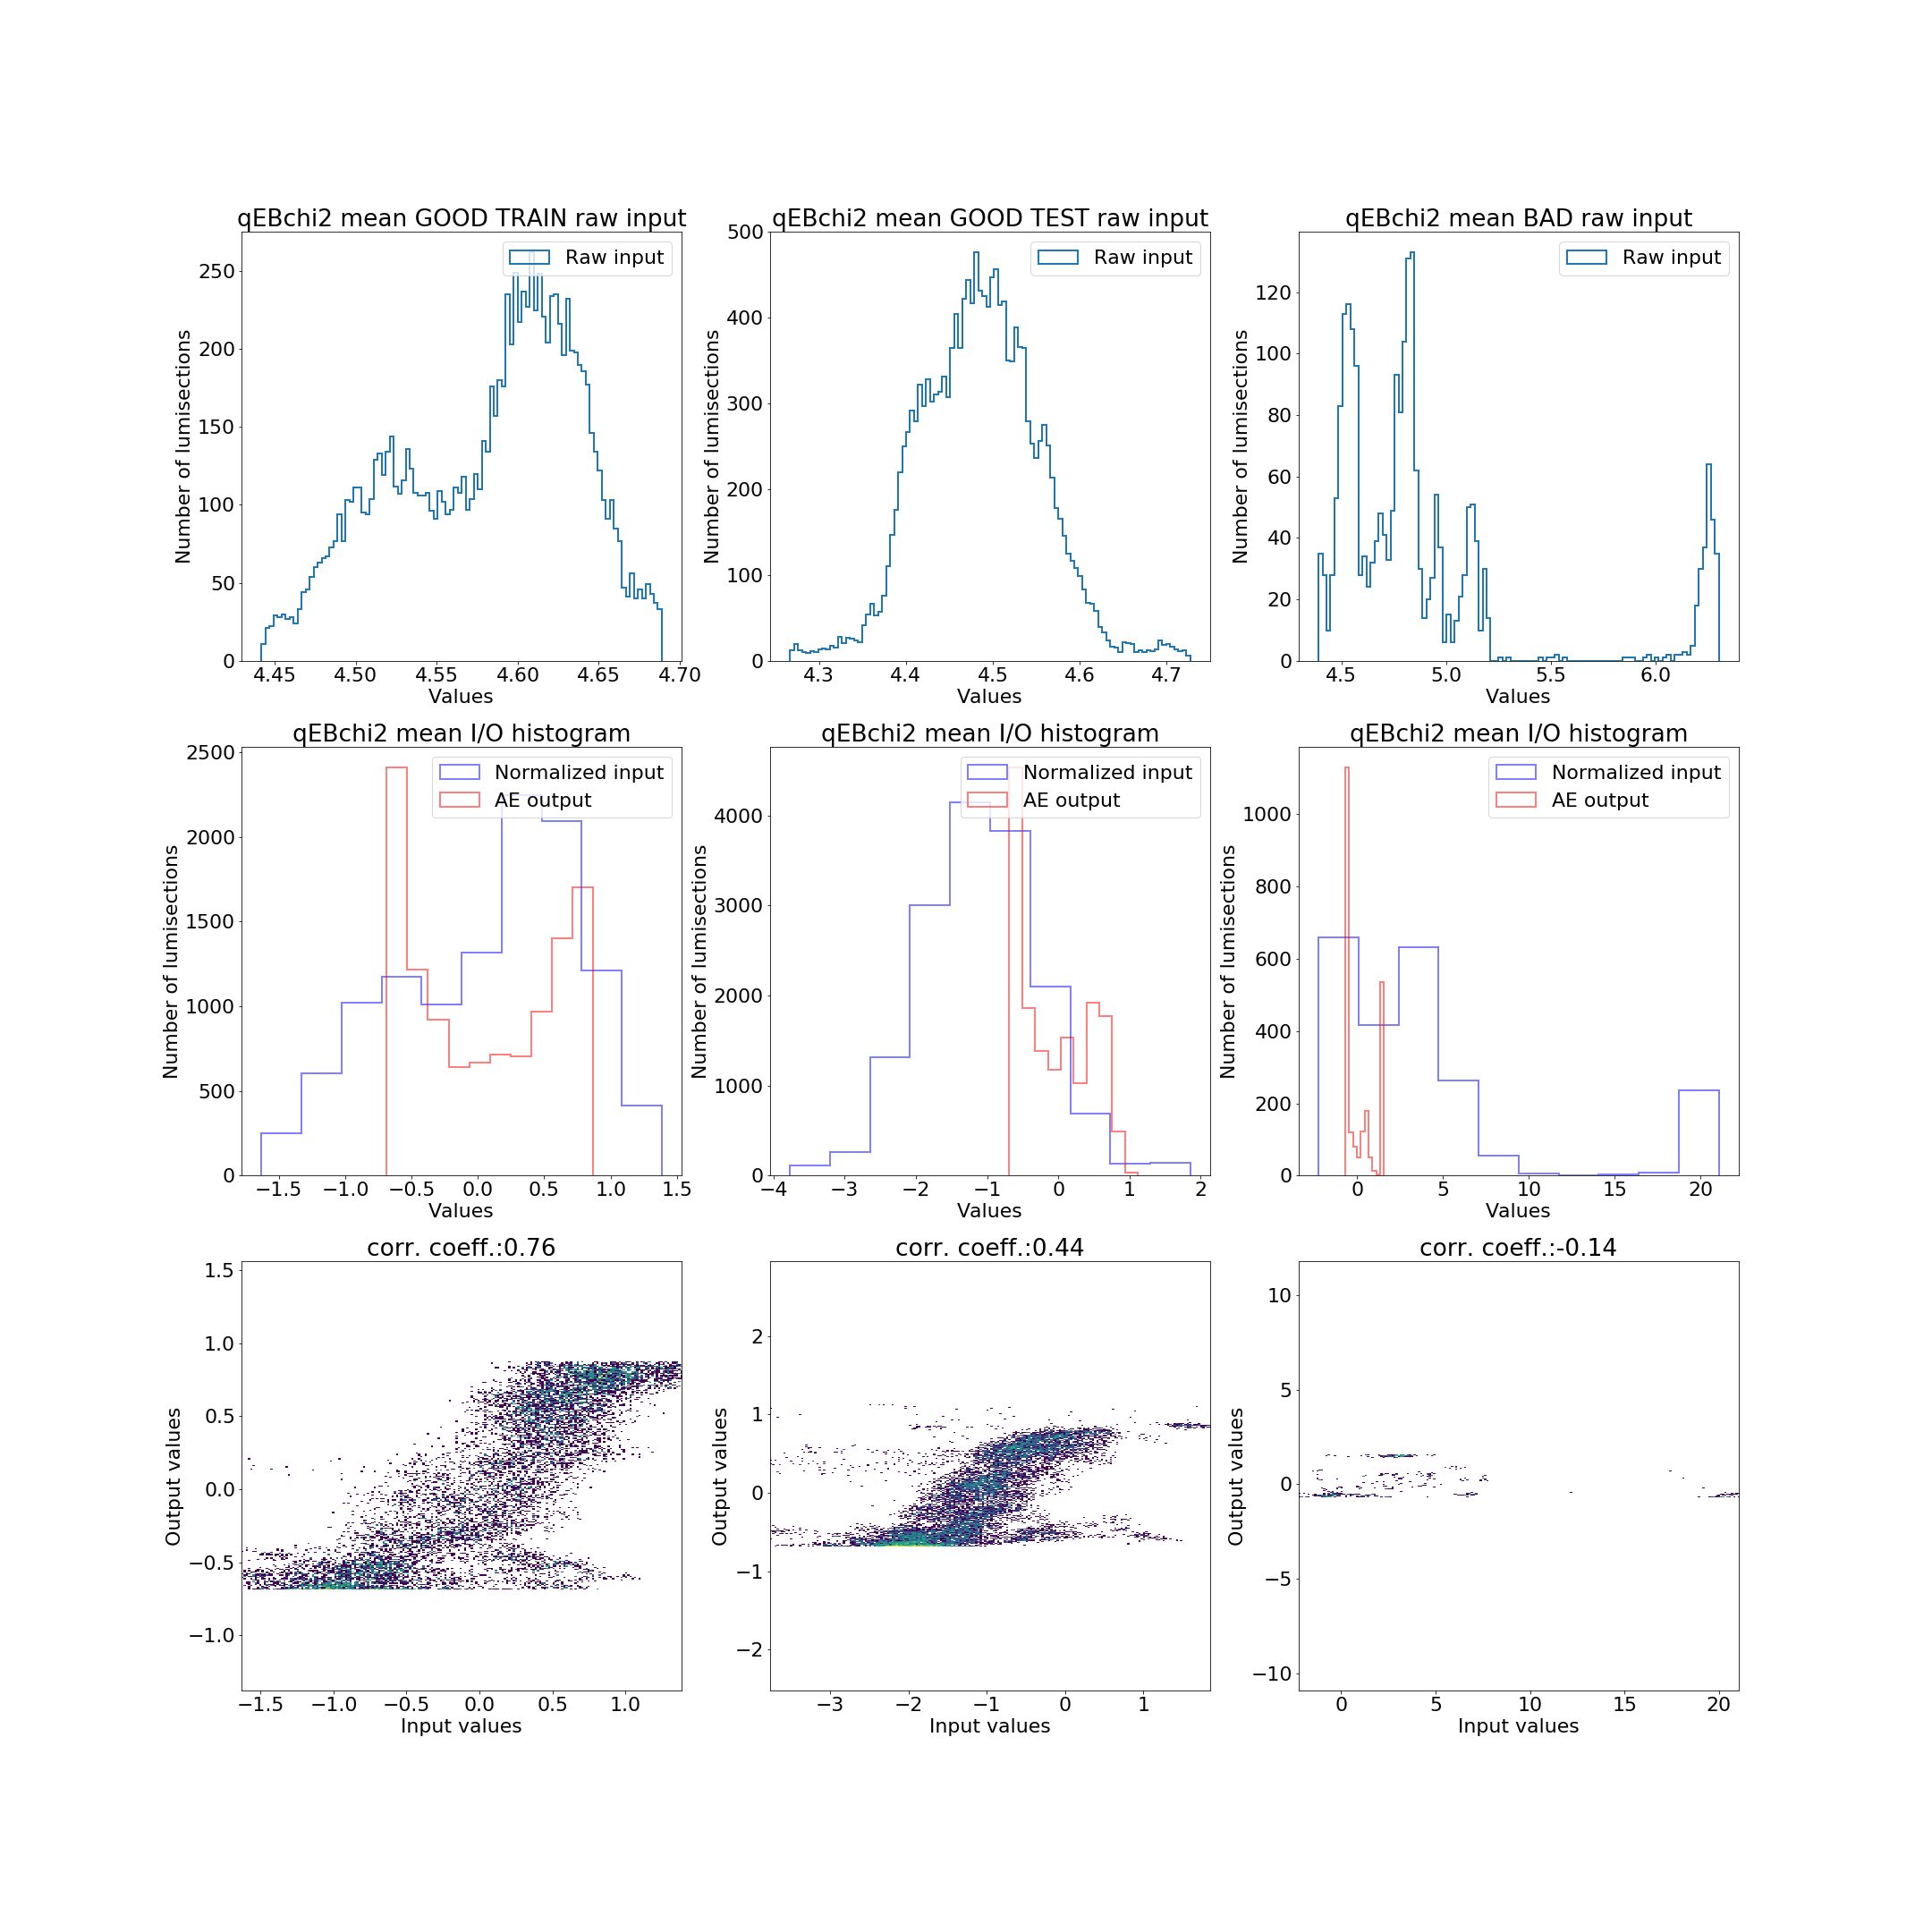 qEBchi2 mean GOOD TRAIN raw input
Number of lumisections
250
200
150
100
50
0
Raw input
4.45 4.50 4.55 4.60 4.65 4.70
Values
qEBchi2 mean GOOD TEST raw input
Number of lumisections
500
400
300
200
100
0
Raw input
4.3 4.4 4.5 4.6 4.7
Values
qEBchi2 mean BAD raw input
Number of lumisections
120
100
80
60
40
20
0
Raw input
4.5 5.0 5.5 6.0
Values
qEBchi2 mean I/O histogram
Number of lumisections
2500
2000
1500
1000
500
0
Normalized input
AE output
−1.5 −1.0 −0.5 0.0 0.5 1.0 1.5
Values
qEBchi2 mean I/O histogram
Number of lumisections
4000
3000
2000
1000
0
Normalized input
AE output
−4 −3 −2 −1 0 1 2
Values
qEBchi2 mean I/O histogram
Number of lumisections
1000
800
600
400
200
0
Normalized input
AE output
0 5 10 15 20
Values
corr. coeff.:0.76
Output values
1.5
1.0
0.5
0.0
−0.5
−1.0
−1.5 −1.0 −0.5 0.0 0.5 1.0
Input values
corr. coeff.:0.44
Output values
2
1
0
−1
−2
−3 −2 −1 0 1
Input values
corr. coeff.:-0.14
Output values
10
5
0
−5
−10
0 5 10 15 20
Input values